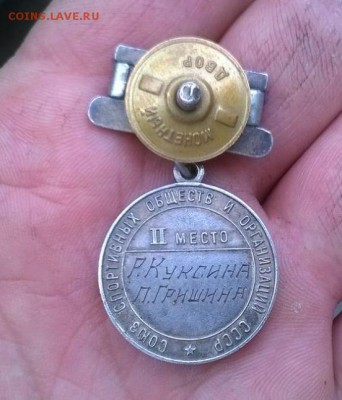 COINS.LAVE.RU
МОНЕТНЫЙ
ДВОР
СОЮЗ СПОРТИВНЫХ ОБЩЕСТВ И ОРГАНИЗАЦИЙ СССР
II МЕСТО
Р.Куксина
П.Гришина